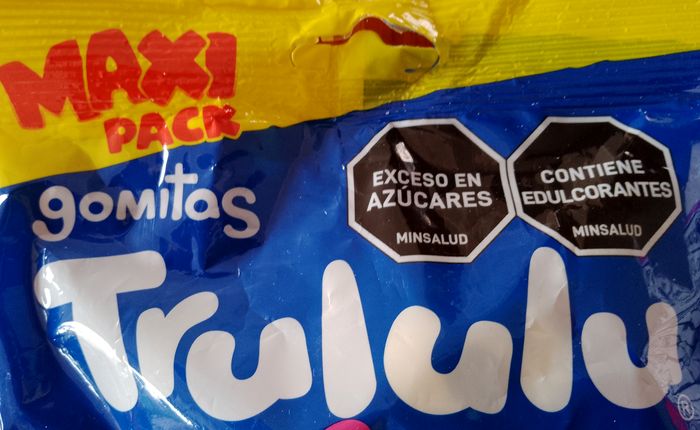 MAXI
PACK
gomitas
Trululu
®
EXCESO EN
AZÚCARES
MINSALUD
CONTIENE
EDULCORANTES
MINSALUD